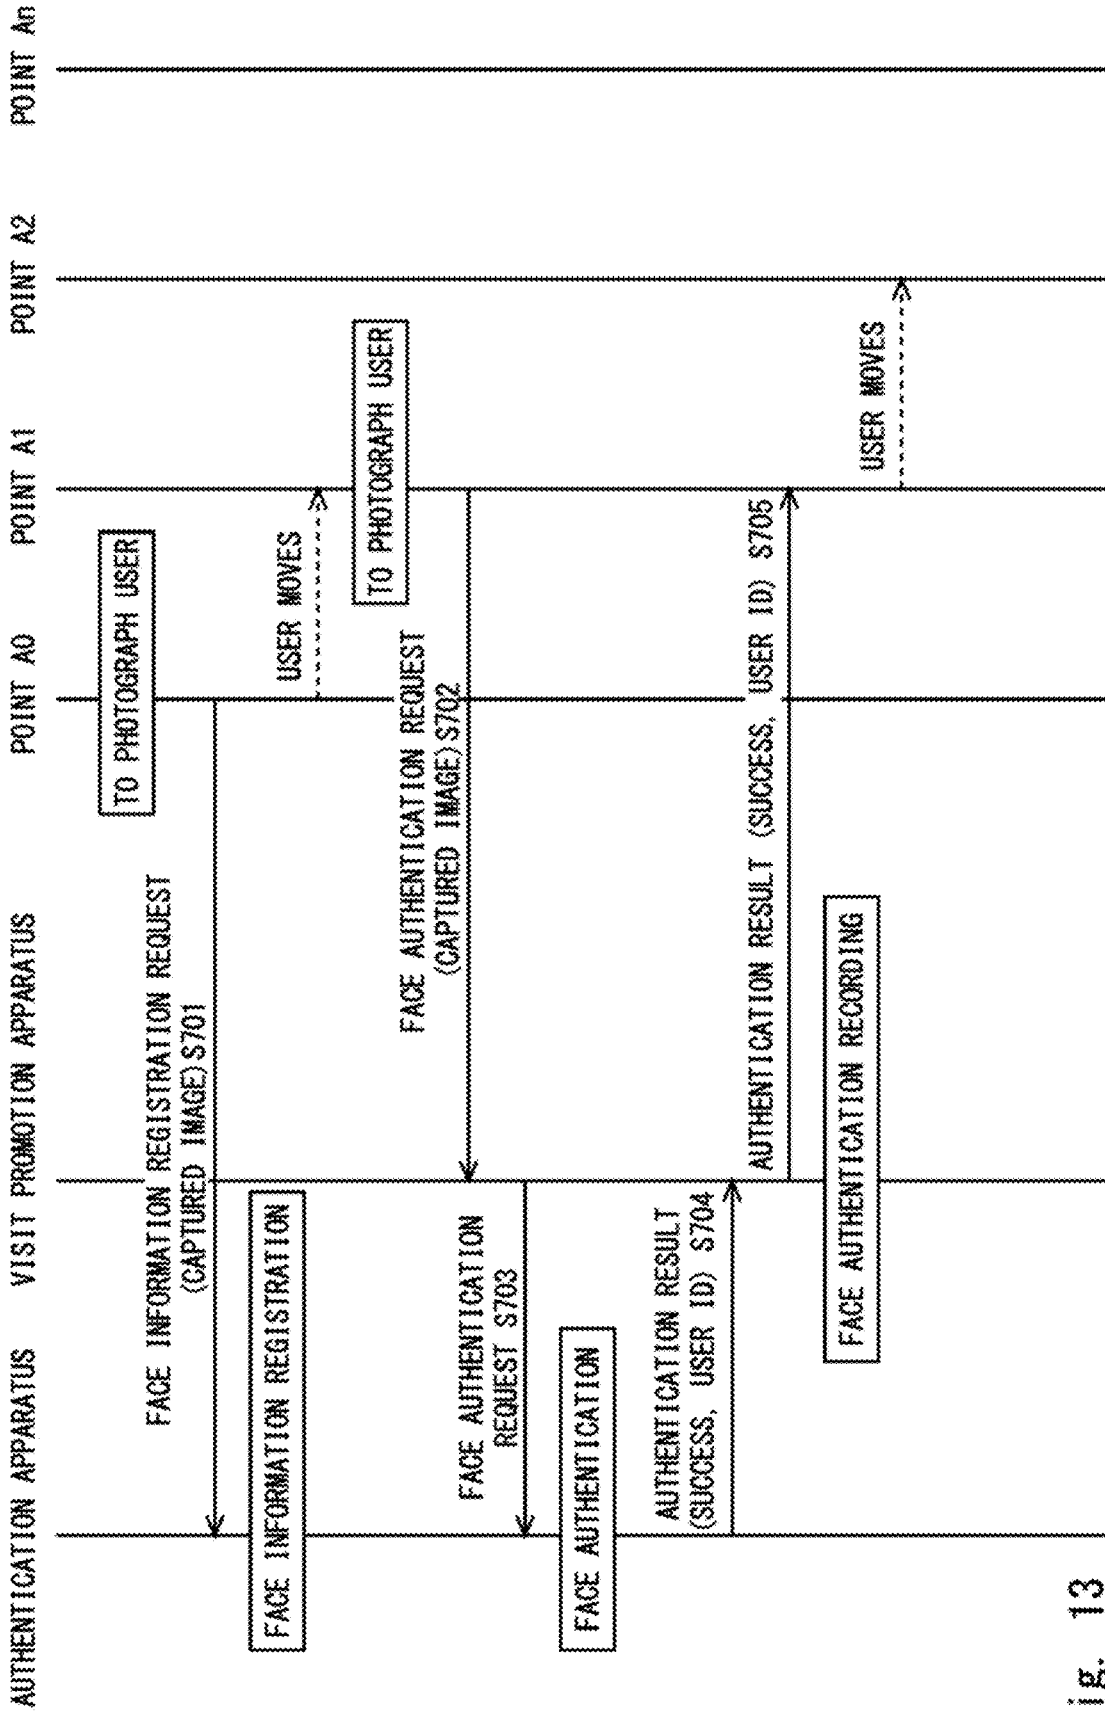 AUTHENTICATION APPARATUS
VISIT PROMOTION APPARATUS
POINT A0
POINT A1
POINT A2
POINT An
TO PHOTOGRAPH USER
FACE INFORMATION REGISTRATION REQUEST
(CAPTURED IMAGE)S701
FACE INFORMATION REGISTRATION
USER MOVES
TO PHOTOGRAPH USER
FACE AUTHENTICATION REQUEST
(CAPTURED IMAGE)S702
FACE AUTHENTICATION
REQUEST S703
FACE AUTHENTICATION
AUTHENTICATION RESULT
(SUCCESS, USER ID) S704
AUTHENTICATION RESULT (SUCCESS, USER ID) S705
FACE AUTHENTICATION RECORDING
USER MOVES
ig. 13